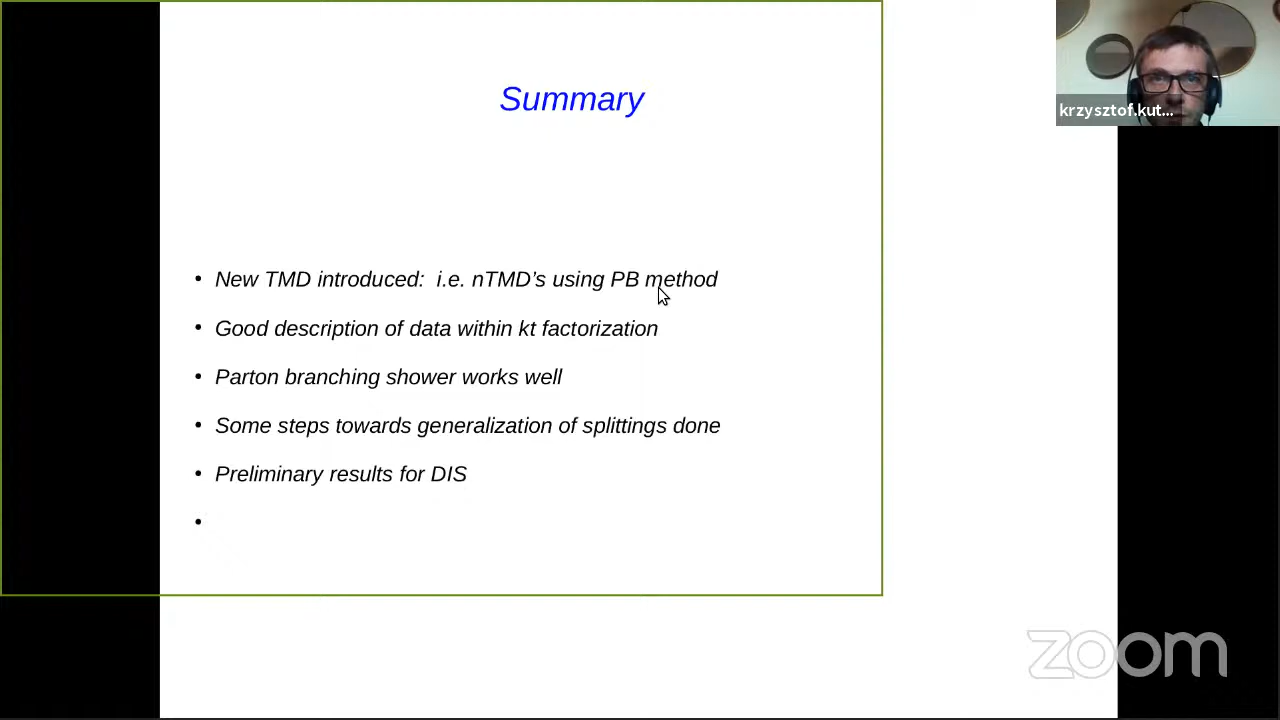 Summary
krzysztof.kut...
• New TMD introduced: i.e. nTMD’s using PB method
• Good description of data within kt factorization
• Parton branching shower works well
• Some steps towards generalization of splittings done
• Preliminary results for DIS
•
zoom